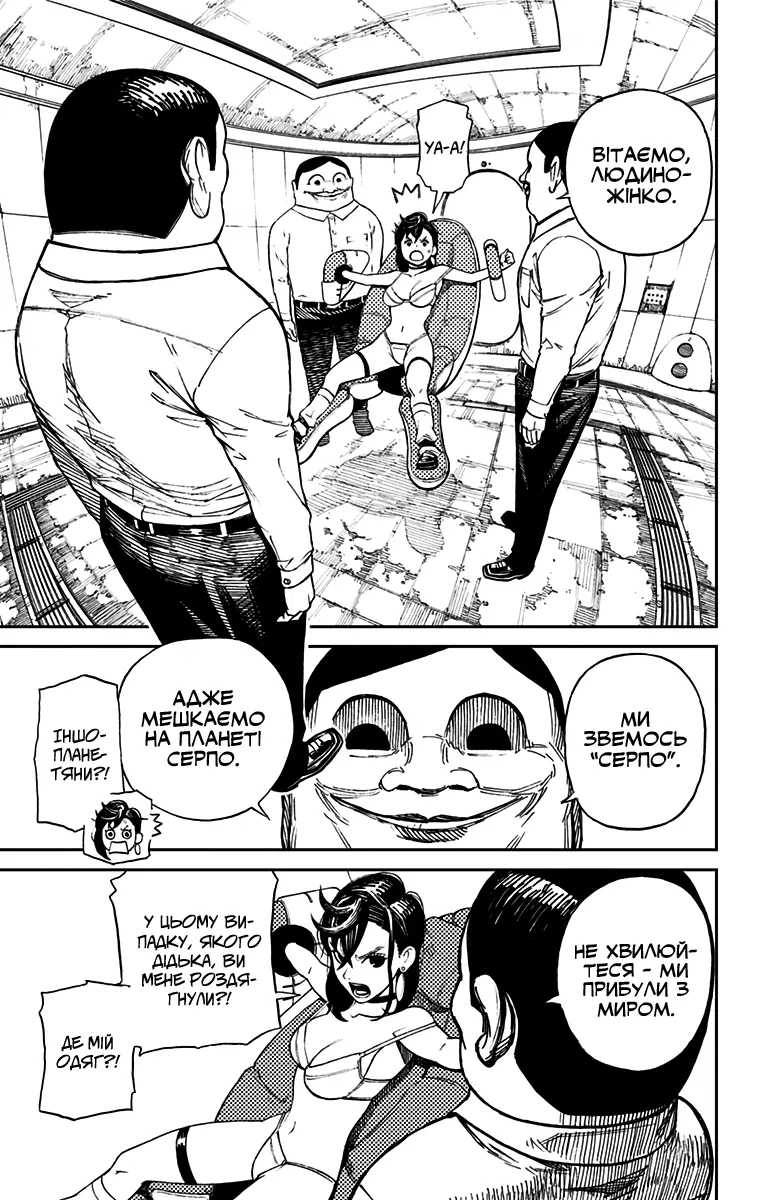 ВІТАЄМО,
ЛЮДИНО-
ЖІНКО.
УА-А!
МИ
ЗВЕМОСЬ
“СЕРПО”.
АДЖЕ
МЕШКАЄМО
НА ПЛАНЕТІ
СЕРПО.
ІНШО-
ПЛАНЕ-
ТЯНИ?!
НЕ ХВИЛЮЙ-
ТЕСЯ - МИ
ПРИБУЛИ З
МИРОМ.
У ЦЬОМУ ВИ-
ПАДКУ, ЯКОГО
ДІДЬКА, ВИ
МЕНЕ РОЗДЯ-
ГНУЛИ?!
ДЕ МІЙ
ОДЯГ?!